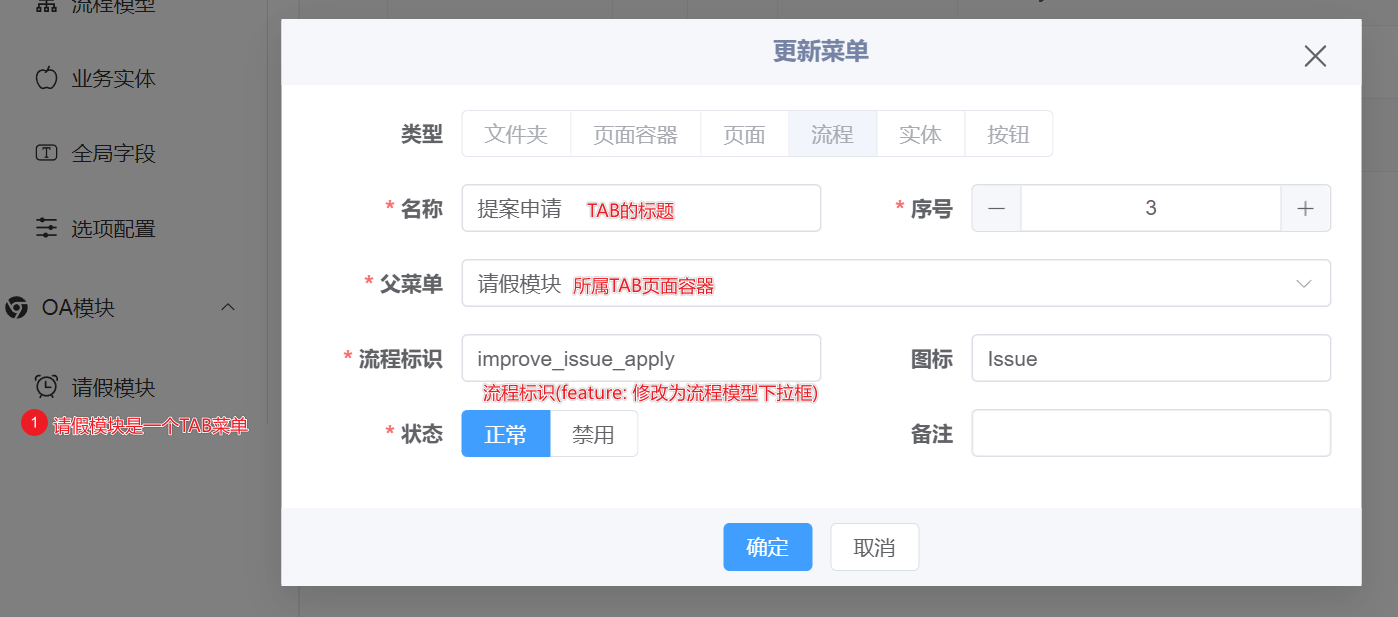 流程模型
更新菜单
业务实体
类型 文件夹 页面容器 页面 流程 实体 按钮
全局字段
* 名称 提案申请 TAB的标题 * 序号 3
选项配置
* 父菜单 请假模块 所属TAB页面容器
OA模块
* 流程标识 improve_issue_apply 图标 Issue
请假模块
流程标识(feature: 修改为流程模型下拉框)
1 请假模块是一个TAB菜单
* 状态 正常 禁用 备注
确定 取消